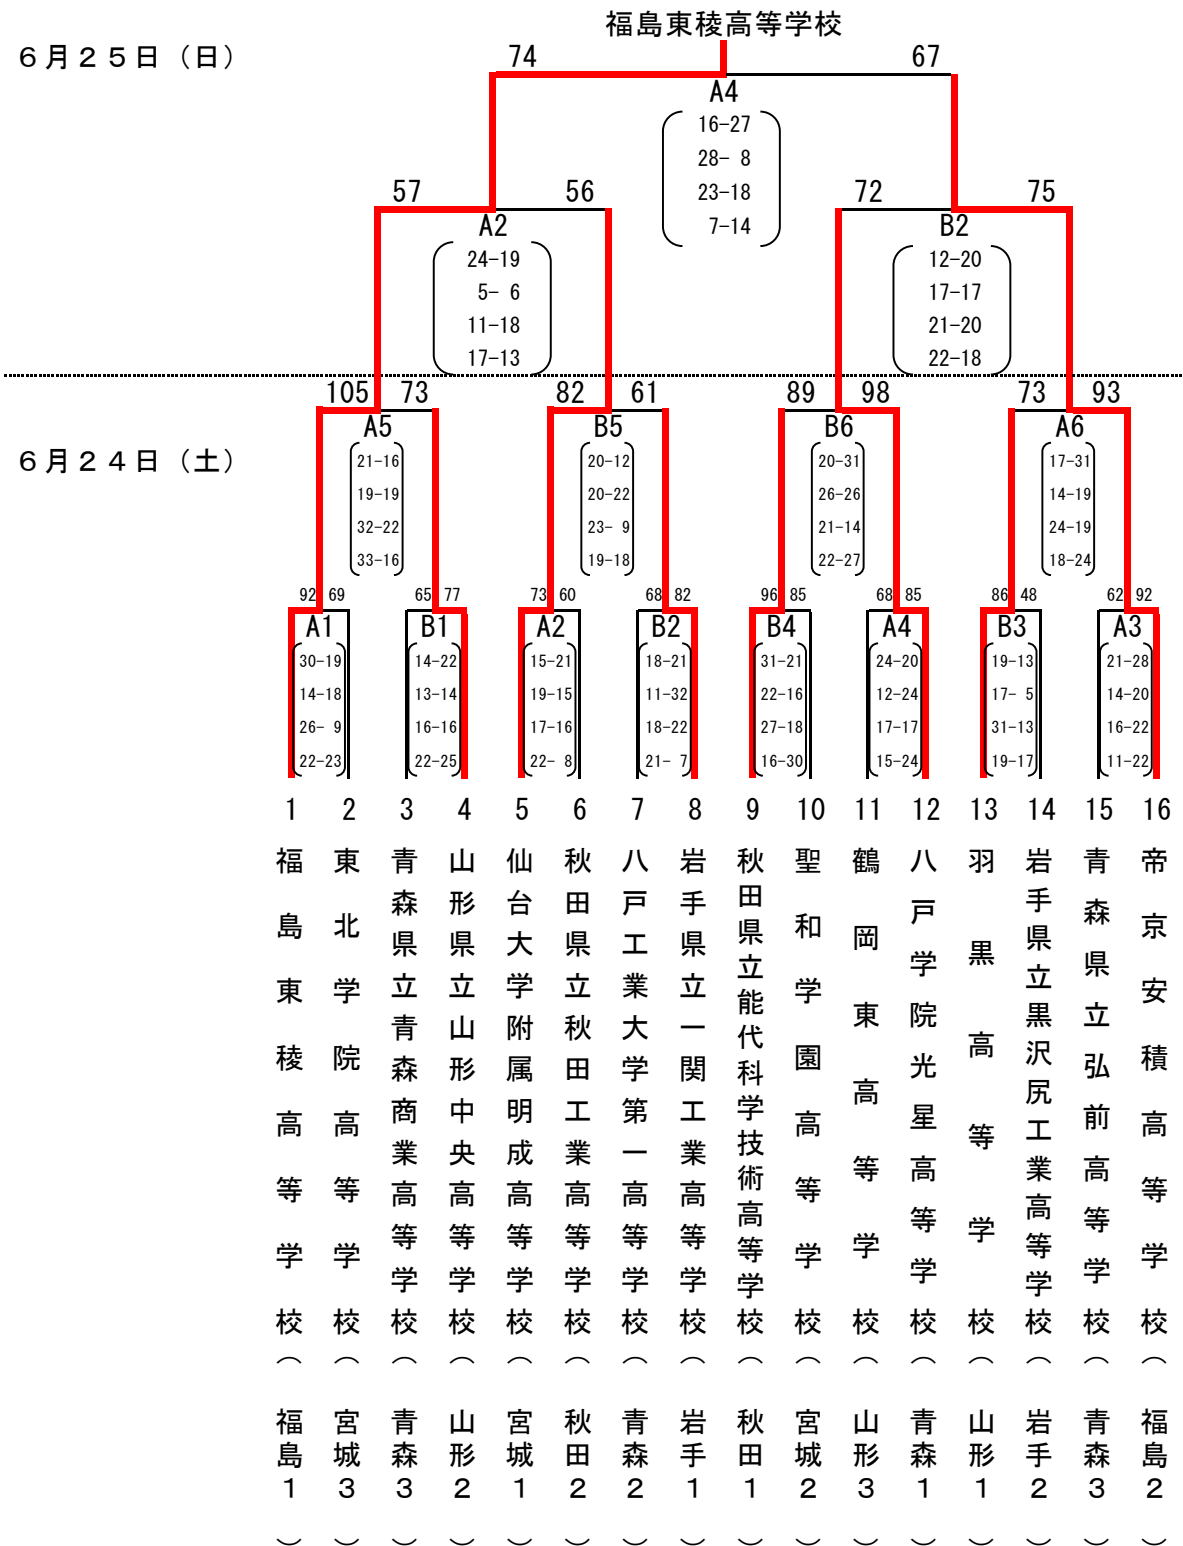 福島東稜高等学校
６月２５日（日）
74 67
A4
16-27
28- 8
23-18
7-14
57 56 72 75
A2 B2
24-19 12-20
5- 6 17-17
11-18 21-20
17-13 22-18
105 73 82 61 89 98 73 93
A5 B5 B6 A6
６月２４日（土）
21-16 20-12 20-31 17-31
19-19 20-22 26-26 14-19
32-22 23- 9 21-14 24-19
33-16 19-18 22-27 18-24
92 69 65 77 73 60 68 82 96 85 68 85 86 48 62 92
A1 B1 A2 B2 B4 A4 B3 A3
30-19 14-22 15-21 18-21 31-21 24-20 19-13 21-28
14-18 13-14 19-15 11-32 22-16 12-24 17- 5 14-20
26- 9 16-16 17-16 18-22 27-18 17-17 31-13 16-22
22-23 22-25 22- 8 21- 7 16-30 15-24 19-17 11-22
1 2 3 4 5 6 7 8 9 10 11 12 13 14 15 16
福島東稜高等学校（福島１）
東北学院高等学校（宮城３）
青森県立青森商業高等学校（青森３）
山形県立山形中央高等学校（山形２）
仙台大学附属明成高等学校（宮城１）
秋田県立秋田工業高等学校（秋田２）
八戸工業大学第一高等学校（青森２）
岩手県立一関工業高等学校（岩手１）
秋田県立能代科学技術高等学校（秋田１）
聖和学園高等学校（宮城２）
鶴岡東高等学校（山形３）
八戸学院光星高等学校（青森１）
羽黒高等学校（山形１）
岩手県立黒沢尻工業高等学校（岩手２）
青森県立弘前高等学校（青森３）
帝京安積高等学校（福島２）